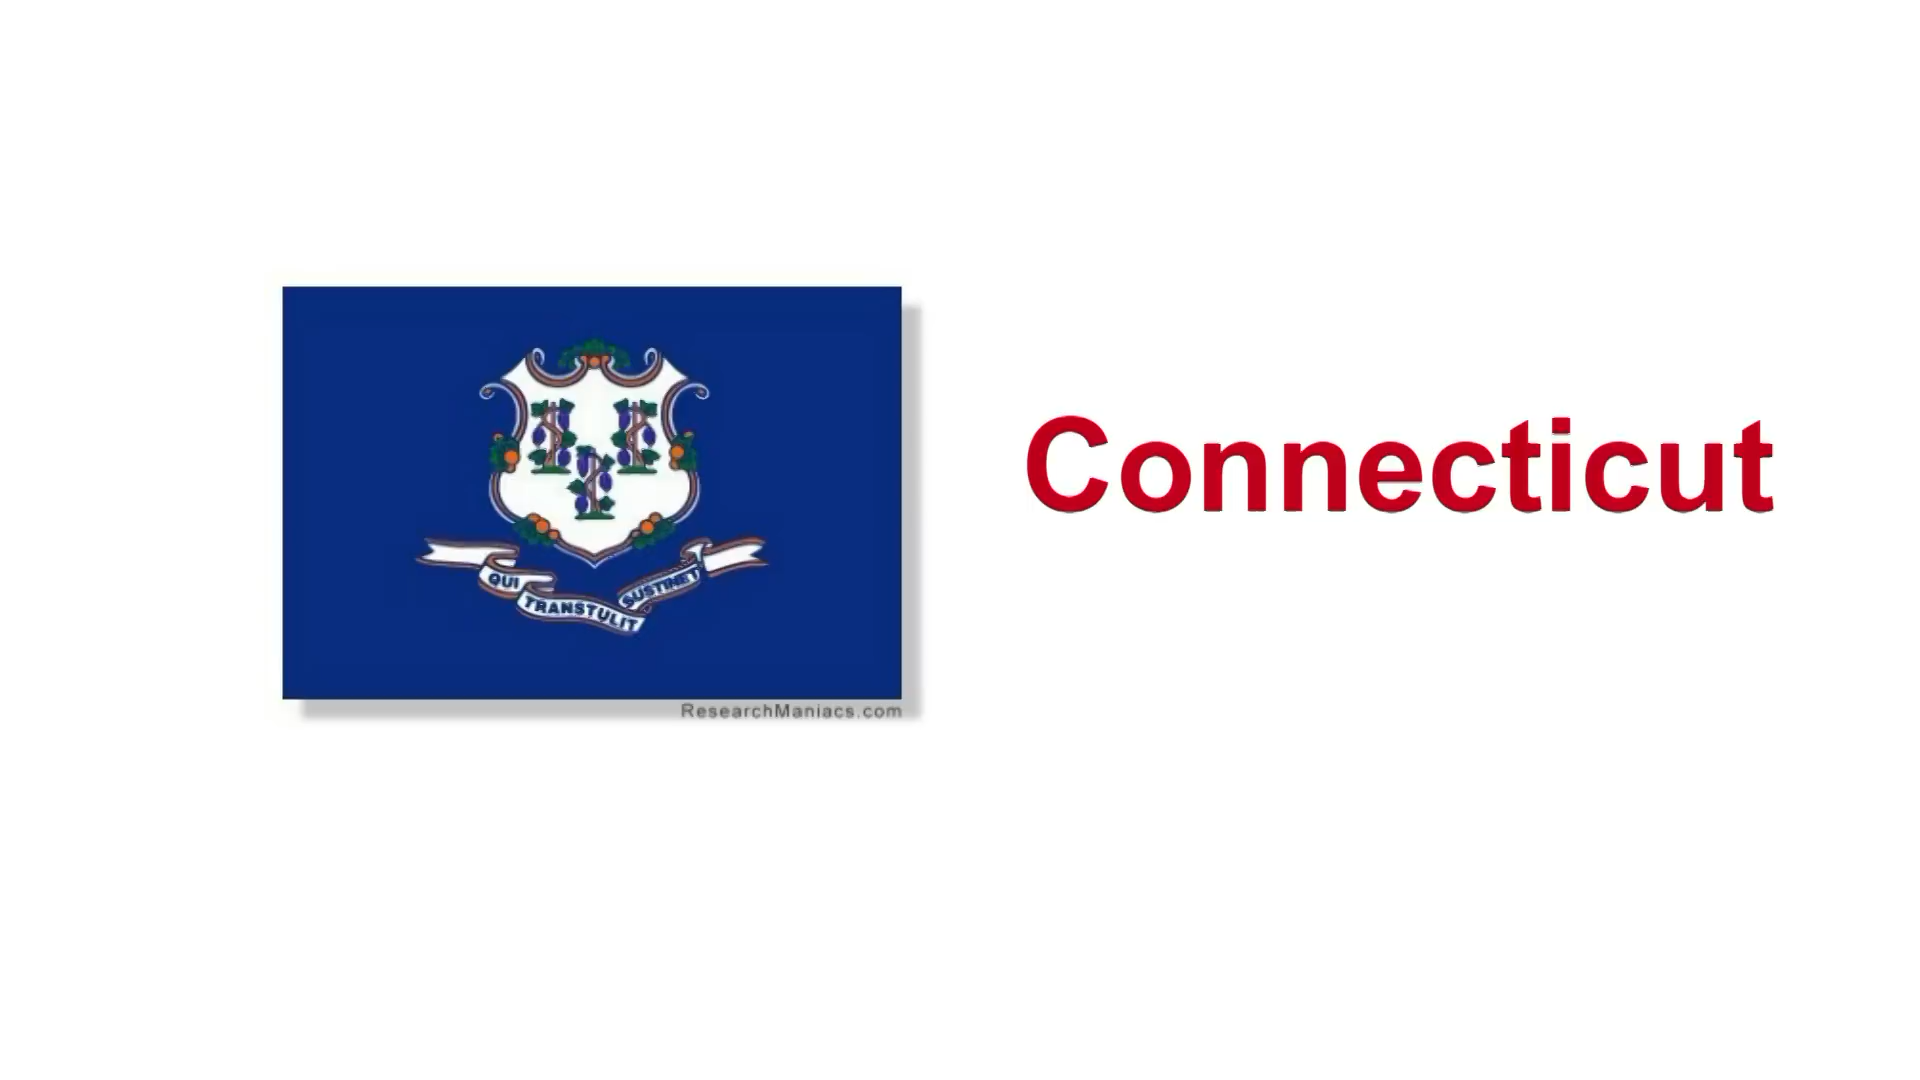 Connecticut
QUI
TRANSTULIT
SUSTINET
ResearchManiacs.com